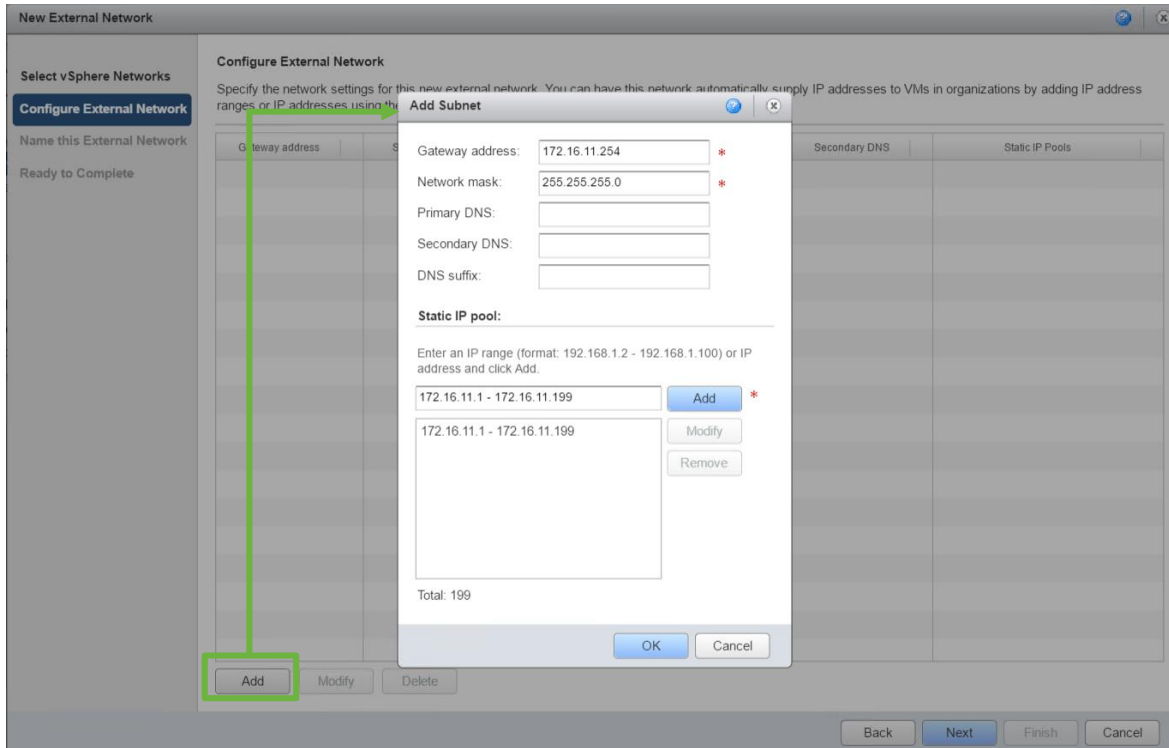 New External Network
Select vSphere Networks
Configure External Network
Name this External Network
Ready to Complete
Configure External Network
Specify the network settings for this new external network. You can have this network automatically supply IP addresses to VMs in organizations by adding IP address
ranges or IP addresses using the
Gateway address
S
Secondary DNS
Static IP Pools
Add Subnet
Gateway address:
172.16.11.254
*
Network mask:
255.255.255.0
*
Primary DNS:
Secondary DNS:
DNS suffix:
Static IP pool:
Enter an IP range (format: 192.168.1.2 - 192.168.1.100) or IP
address and click Add.
172.16.11.1 - 172.16.11.199
Add
*
172.16.11.1 - 172.16.11.199
Modify
Remove
Total: 199
OK
Cancel
Add
Modify
Delete
Back
Next
Finish
Cancel